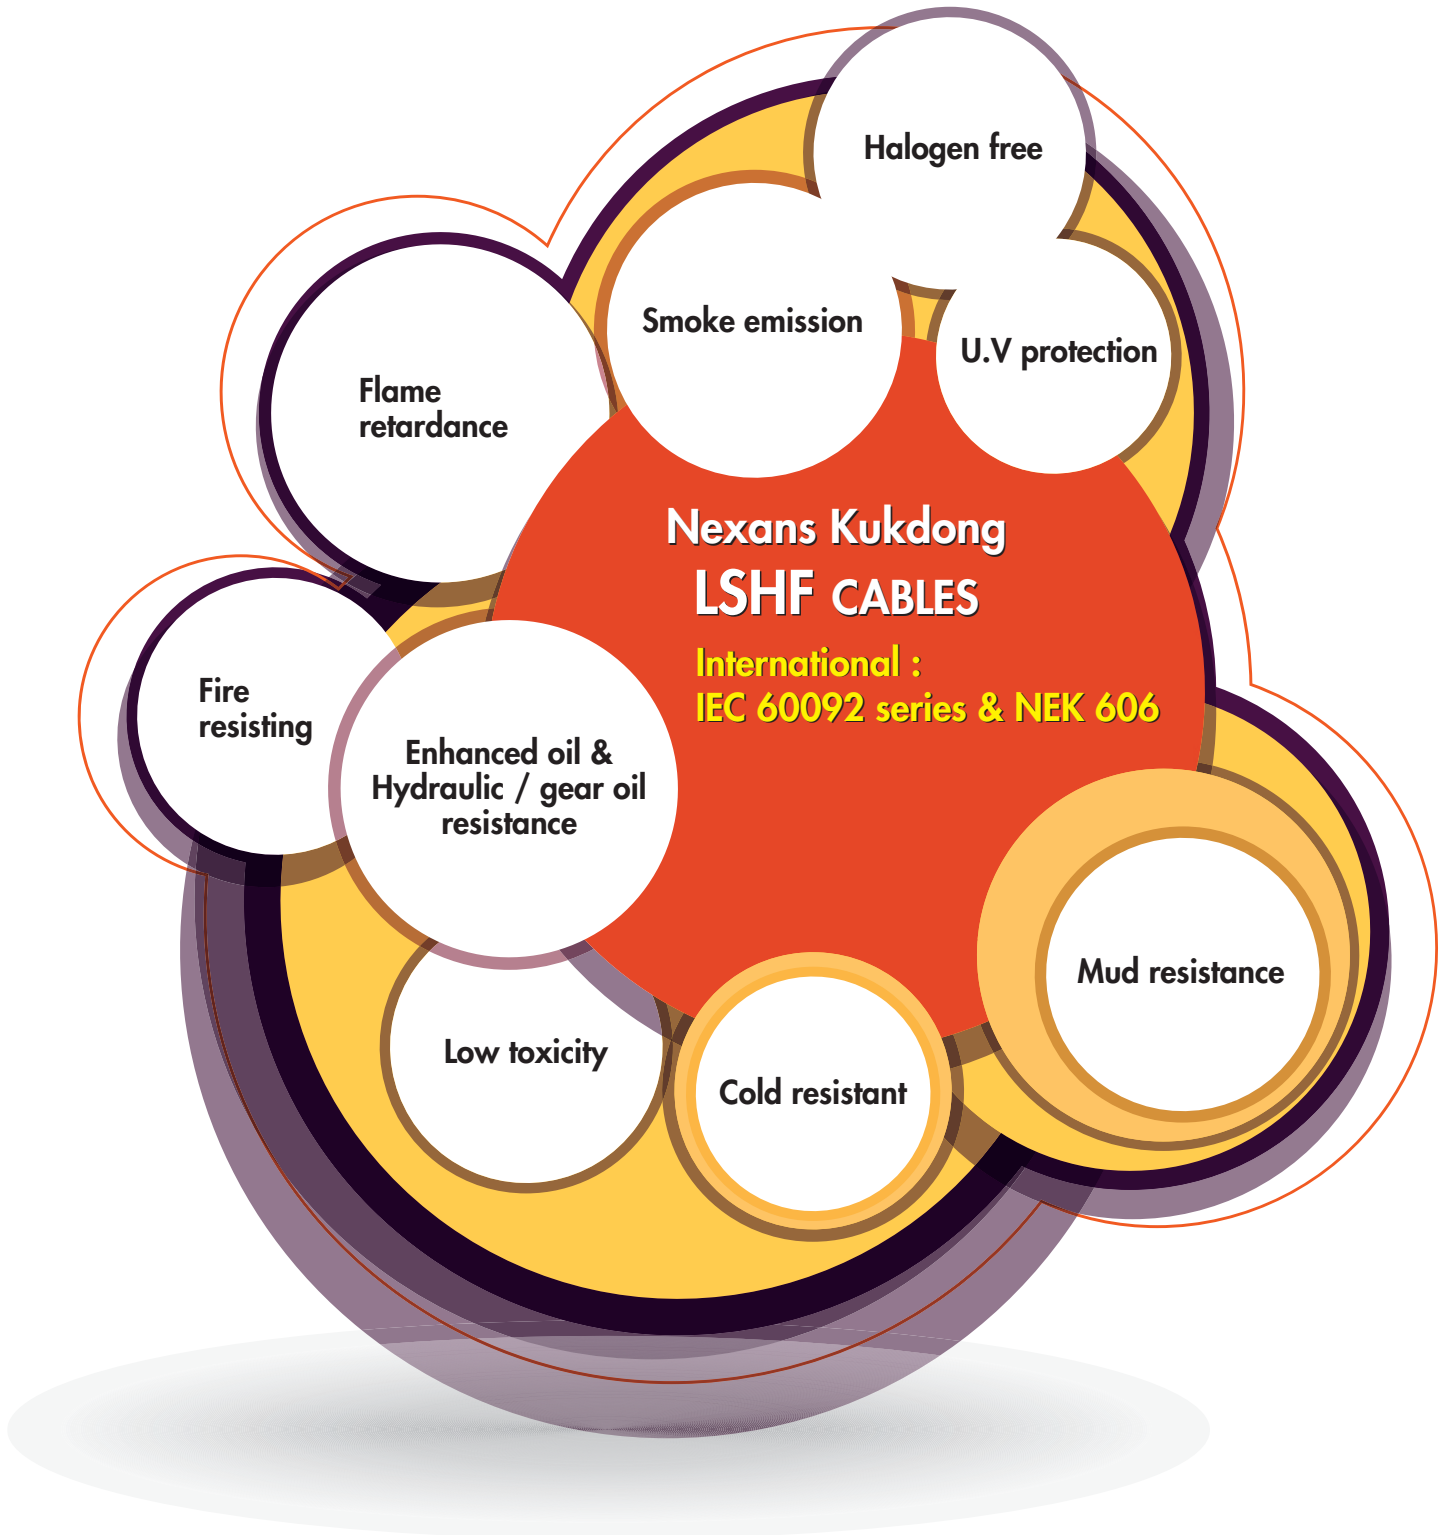 Halogen free
Smoke emission
U.V protection
Flame
retardance
Nexans Kukdong
LSHF CABLES
International :
IEC 60092 series & NEK 606
Fire
resisting
Enhanced oil &
Hydraulic / gear oil
resistance
Mud resistance
Low toxicity
Cold resistant